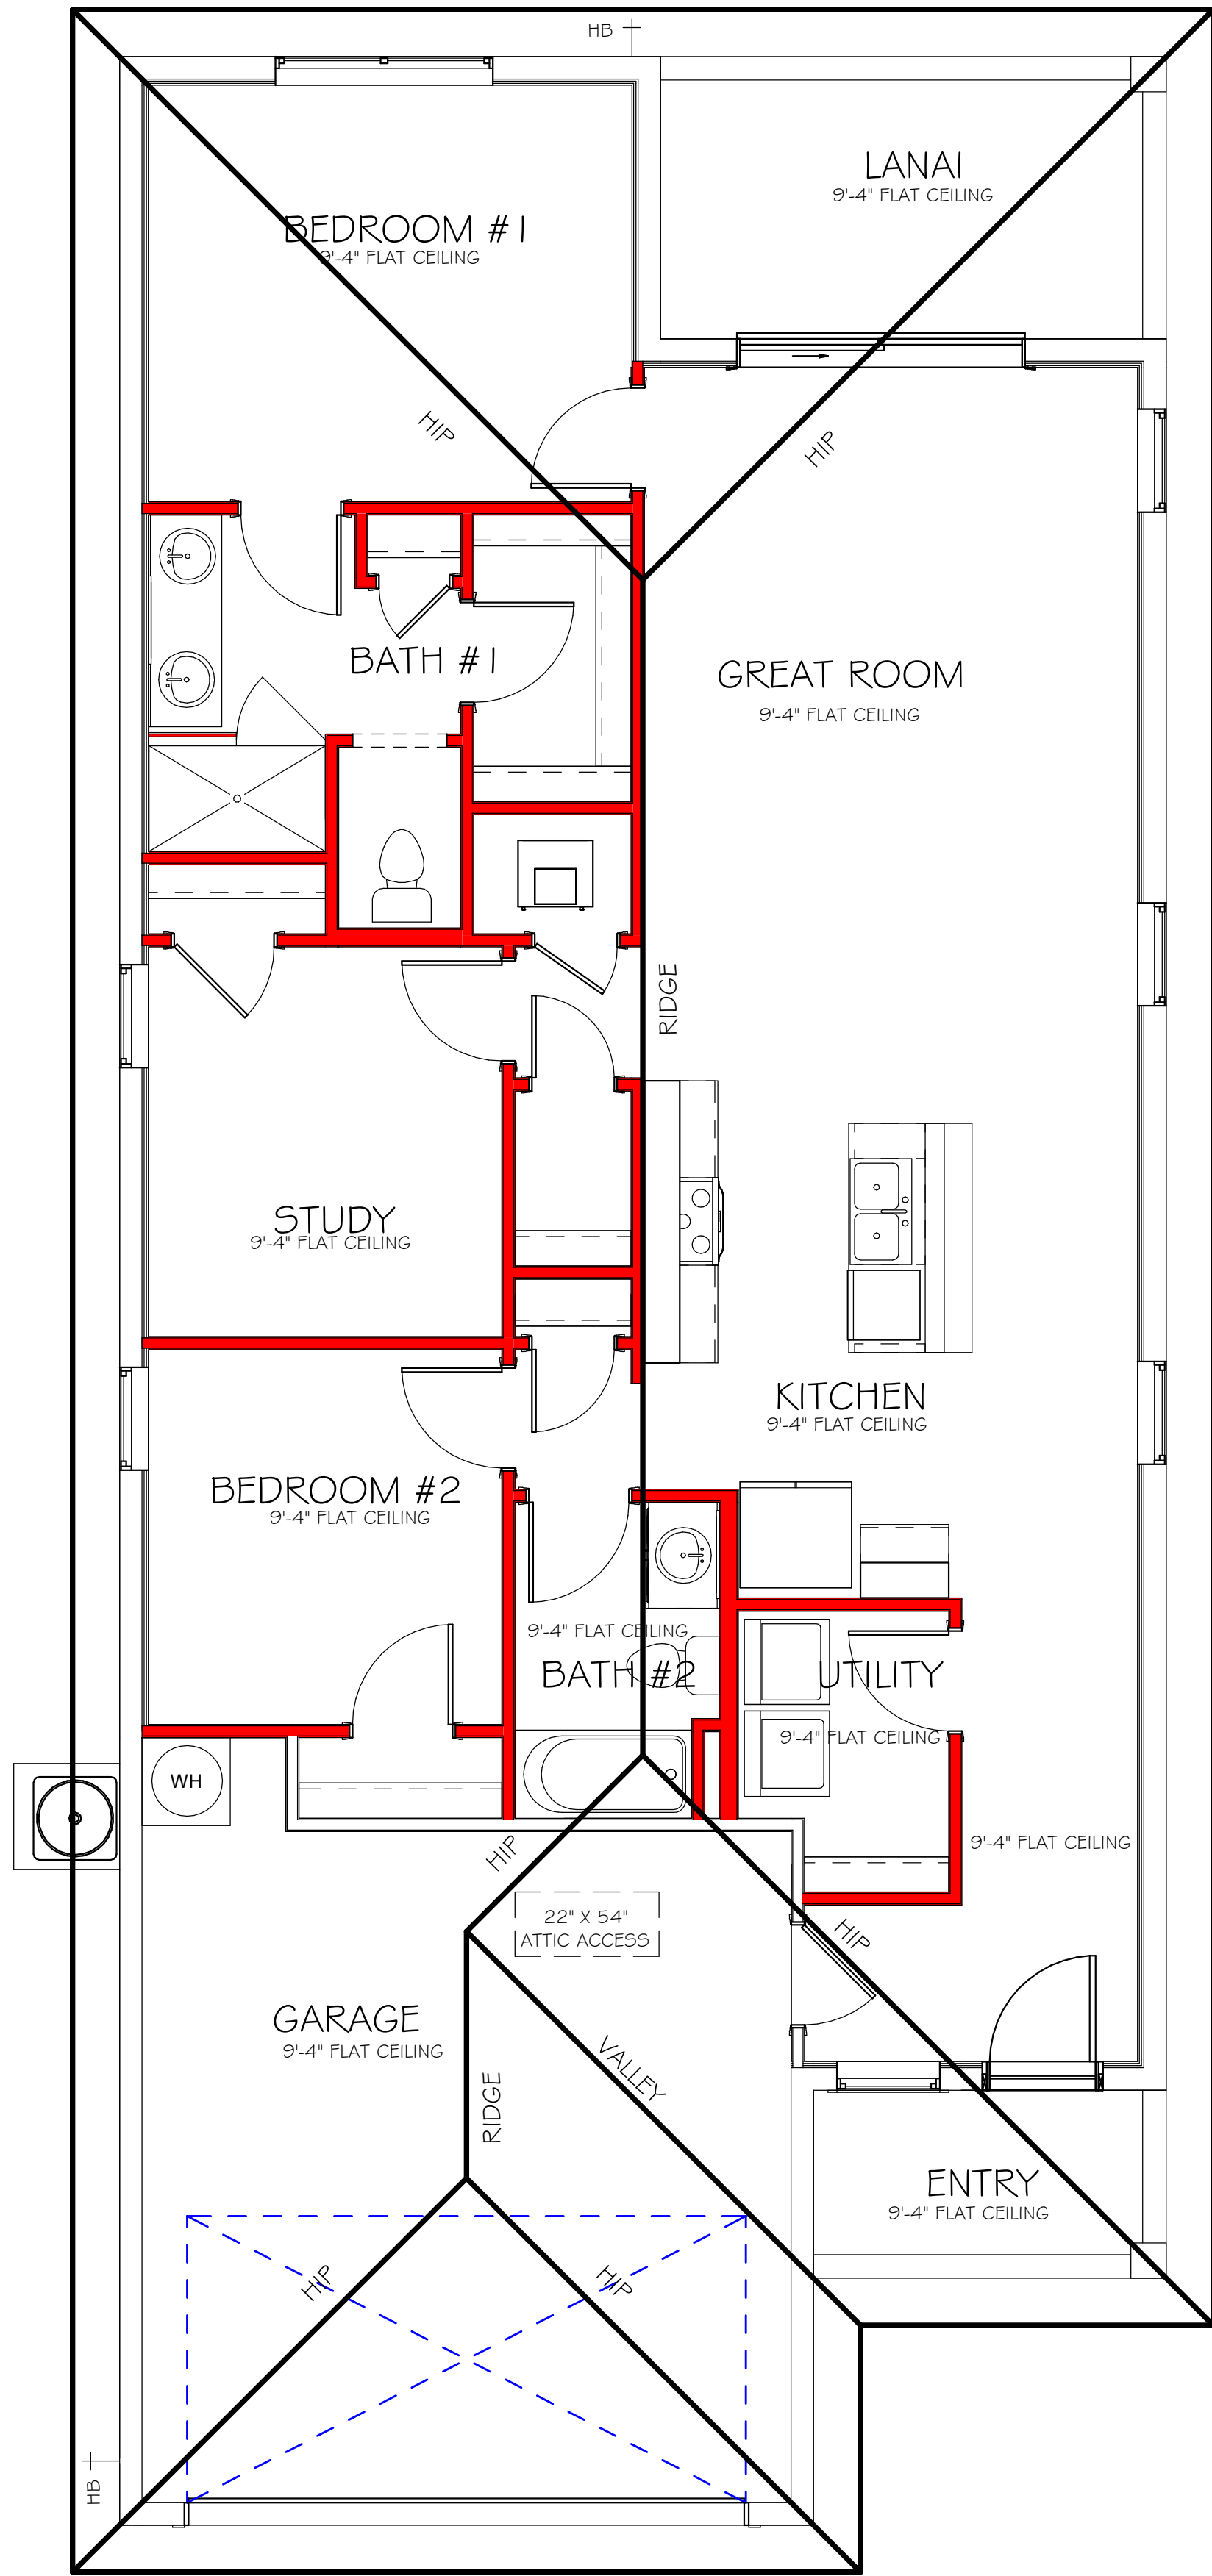 HB
LANAI
9'-4" FLAT CEILING
BEDROOM #1
9'-4" FLAT CEILING
HIP
HIP
BATH #1
GREAT ROOM
9'-4" FLAT CEILING
RIDGE
STUDY
9'-4" FLAT CEILING
KITCHEN
9'-4" FLAT CEILING
BEDROOM #2
9'-4" FLAT CEILING
9'-4" FLAT CEILING
BATH #2
UTILITY
9'-4" FLAT CEILING
WH
HIP
9'-4" FLAT CEILING
22" X 54"
ATTIC ACCESS
HIP
GARAGE
9'-4" FLAT CEILING
VALLEY
RIDGE
ENTRY
9'-4" FLAT CEILING
HIP
HIP
HB